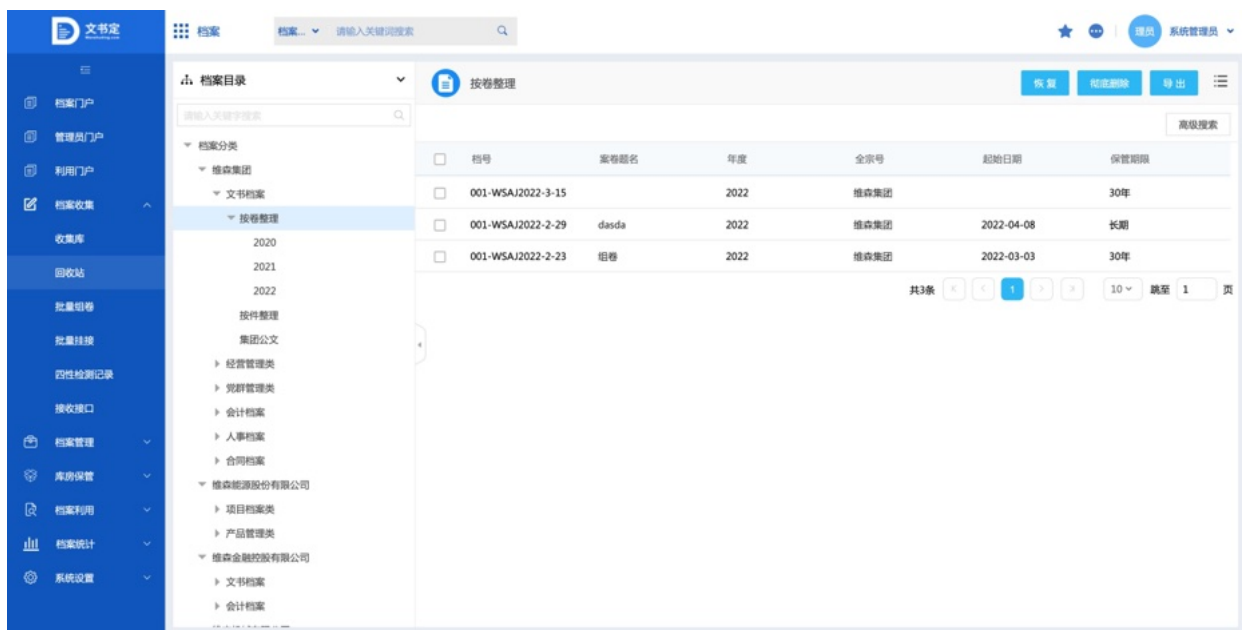 文书定
档案
档案...
请输入关键词搜索
理员
系统管理员
档案门户
管理员门户
利用门户
档案收集
收集库
回收站
批量组卷
批量挂接
四性检测记录
接收接口
档案管理
库房保管
档案利用
档案统计
系统设置
档案目录
请输入关键字搜索
档案分类
维森集团
文书档案
按卷整理
2020
2021
2022
按件整理
集团公文
经营管理类
党群管理类
会计档案
人事档案
合同档案
维森能源股份有限公司
项目档案类
产品管理类
维森金融控股有限公司
文书档案
会计档案
按卷整理
恢复 彻底删除 导出
高级搜索
档号 案卷题名 年度 全宗号 起始日期 保管期限
001-WSAJ2022-3-15 2022 维森集团 30年
001-WSAJ2022-2-29 dasda 2022 维森集团 2022-04-08 长期
001-WSAJ2022-2-23 组卷 2022 维森集团 2022-03-03 30年
共3条 1 10 跳至 1 页